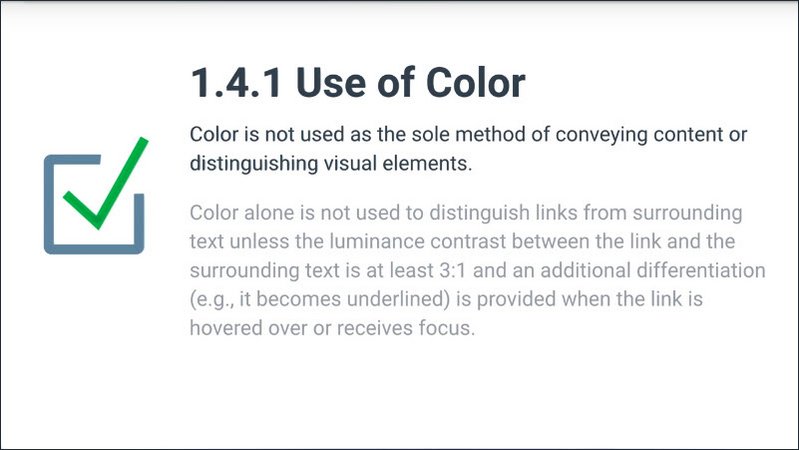 1.4.1 Use of Color
Color is not used as the sole method of conveying content or
distinguishing visual elements.
Color alone is not used to distinguish links from surrounding
text unless the luminance contrast between the link and the
surrounding text is at least 3:1 and an additional differentiation
(e.g., it becomes underlined) is provided when the link is
hovered over or receives focus.